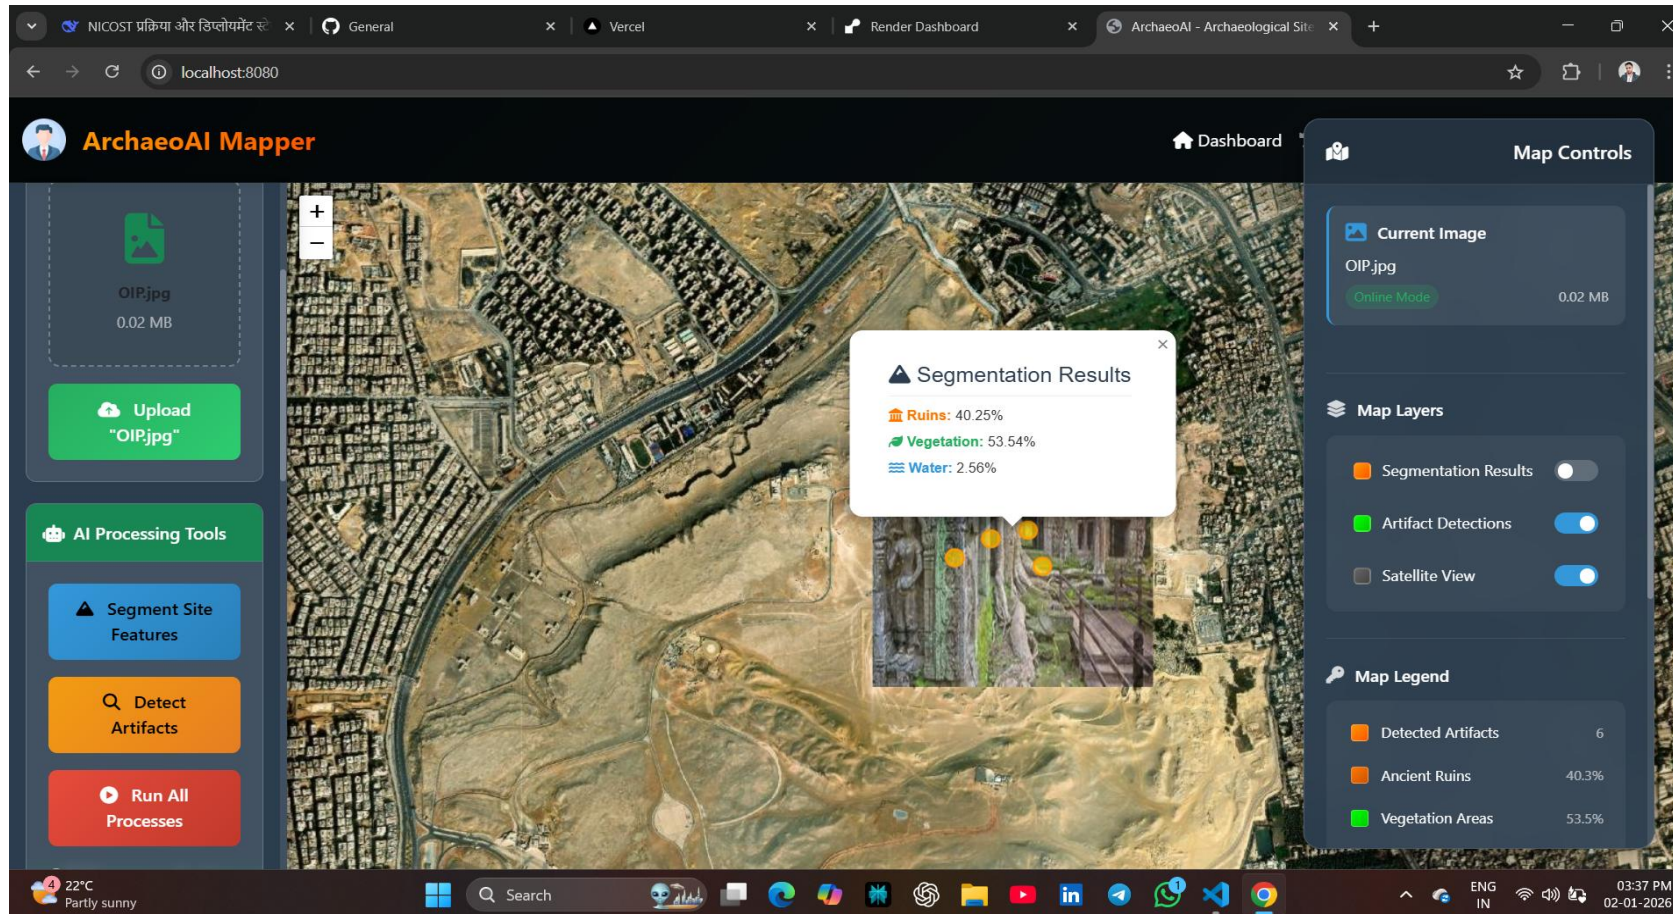 NICOST प्रक्रिया और डिप्लोयमेंट स्टे
General
Vercel
Render Dashboard
ArchaeoAI - Archaeological Site
localhost:8080
ArchaeoAI Mapper
Dashboard
OIP.jpg
0.02 MB
Upload
"OIP.jpg"
AI Processing Tools
Segment Site
Features
Detect
Artifacts
Run All
Processes
+
−
Segmentation Results
Ruins: 40.25%
Vegetation: 53.54%
Water: 2.56%
Map Controls
Current Image
OIP.jpg
Online Mode 0.02 MB
Map Layers
Segmentation Results
Artifact Detections
Satellite View
Map Legend
Detected Artifacts 6
Ancient Ruins 40.3%
Vegetation Areas 53.5%
4
22°C
Partly sunny
Search
1
ENG
IN
03:37 PM
02-01-2026